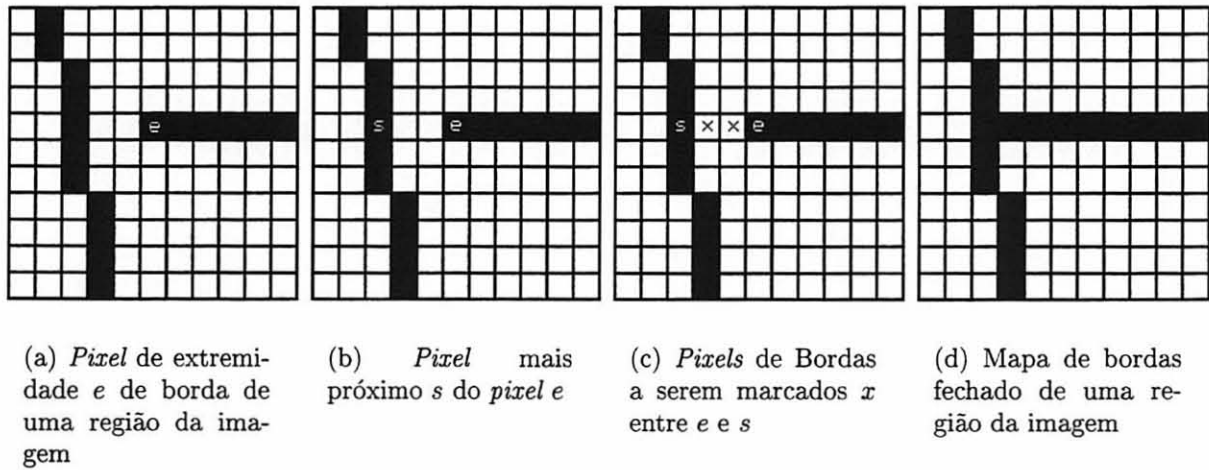 e
s e
s × × e
(a) Pixel de extremi-
dade e de borda de
uma região da ima-
gem
(b) Pixel mais
próximo s do pixel e
(c) Pixels de Bordas
a serem marcados x
entre e e s
(d) Mapa de bordas
fechado de uma re-
gião da imagem